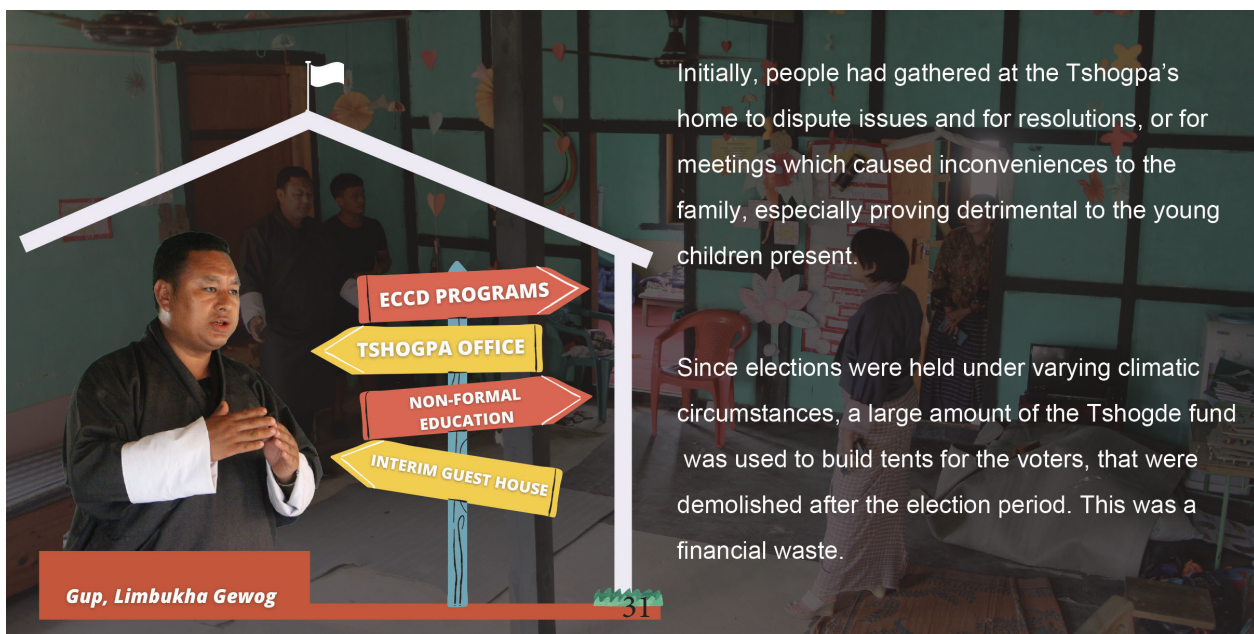 ECCD PROGRAMS
TSHOGPA OFFICE
NON-FORMAL
EDUCATION
INTERIM GUEST HOUSE
Gup, Limbukha Gewog
Initially, people had gathered at the Tshogpa’s
home to dispute issues and for resolutions, or for
meetings which caused inconveniences to the
family, especially proving detrimental to the young
children present.
Since elections were held under varying climatic
circumstances, a large amount of the Tshogde fund
was used to build tents for the voters, that were
demolished after the election period. This was a
financial waste.
31